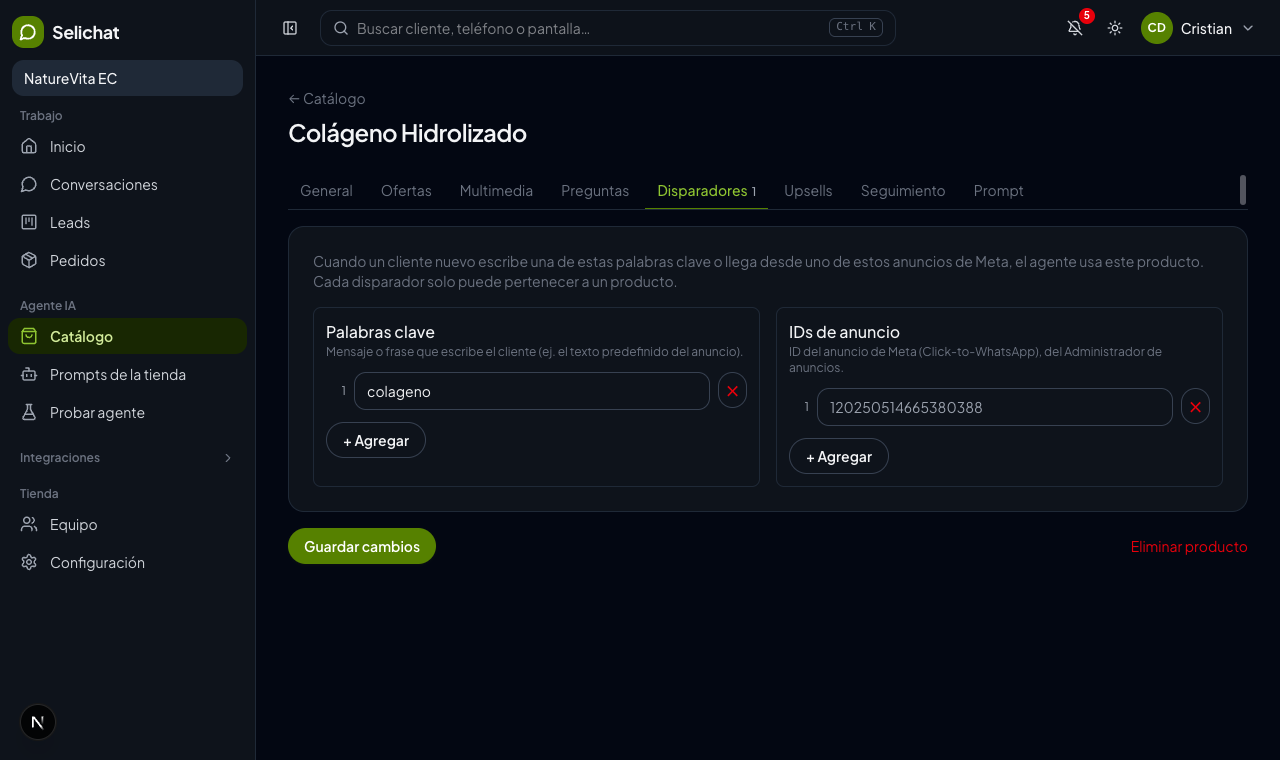 Selichat
Buscar cliente, teléfono o pantalla...
Ctrl K
5
CD
Cristian
NatureVita EC
Trabajo
Inicio
Conversaciones
Leads
Pedidos
Agente IA
Catálogo
Prompts de la tienda
Probar agente
Integraciones
Tienda
Equipo
Configuración
N
← Catálogo
Colágeno Hidrolizado
General Ofertas Multimedia Preguntas Disparadores 1 Upsells Seguimiento Prompt
Cuando un cliente nuevo escribe una de estas palabras clave o llega desde uno de estos anuncios de Meta, el agente usa este producto.
Cada disparador solo puede pertenecer a un producto.
Palabras clave
Mensaje o frase que escribe el cliente (ej. el texto predefinido del anuncio).
1 colageno
+ Agregar
IDs de anuncio
ID del anuncio de Meta (Click-to-WhatsApp), del Administrador de
anuncios.
1 120250514665380388
+ Agregar
Guardar cambios
Eliminar producto